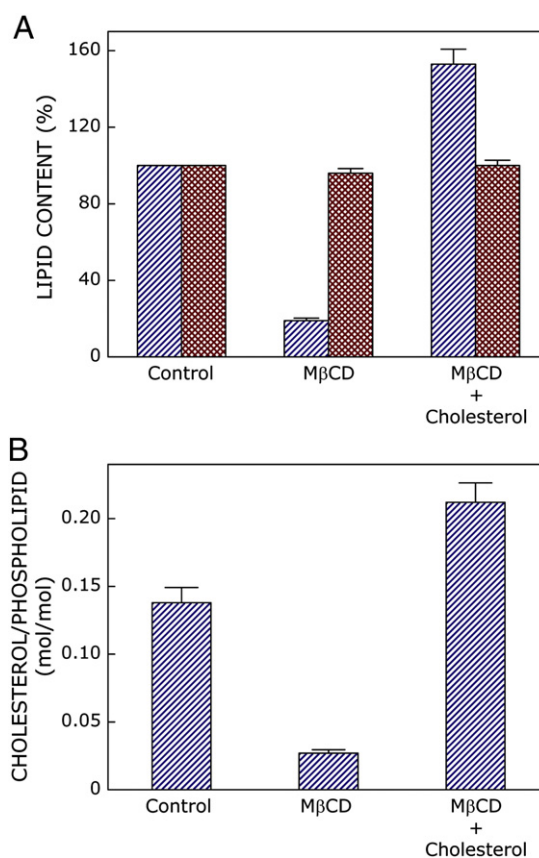 A
LIPID CONTENT (%)
160
120
80
40
0
Control
MβCD
MβCD
+
Cholesterol
B
CHOLESTEROL/PHOSPHOLIPID
(mol/mol)
0.20
0.15
0.10
0.05
0
Control
MβCD
MβCD
+
Cholesterol